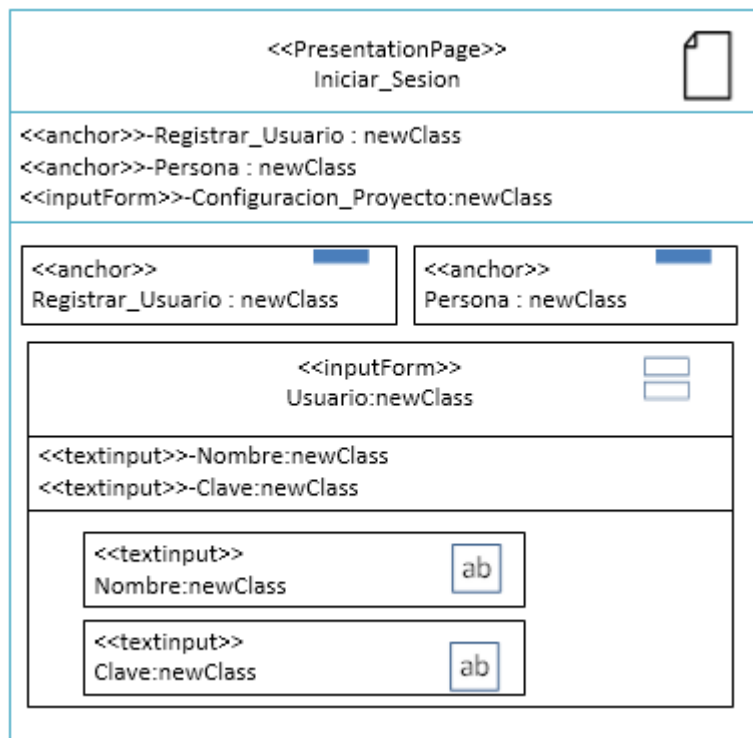 <<PresentationPage>>
Iniciar_Sesion
<<anchor>>-Registrar_Usuario : newClass
<<anchor>>-Persona : newClass
<<inputForm>>-Configuracion_Proyecto:newClass
<<anchor>>
Registrar_Usuario : newClass
<<anchor>>
Persona : newClass
<<inputForm>>
Usuario:newClass
<<textinput>>-Nombre:newClass
<<textinput>>-Clave:newClass
<<textinput>>
Nombre:newClass
ab
<<textinput>>
Clave:newClass
ab